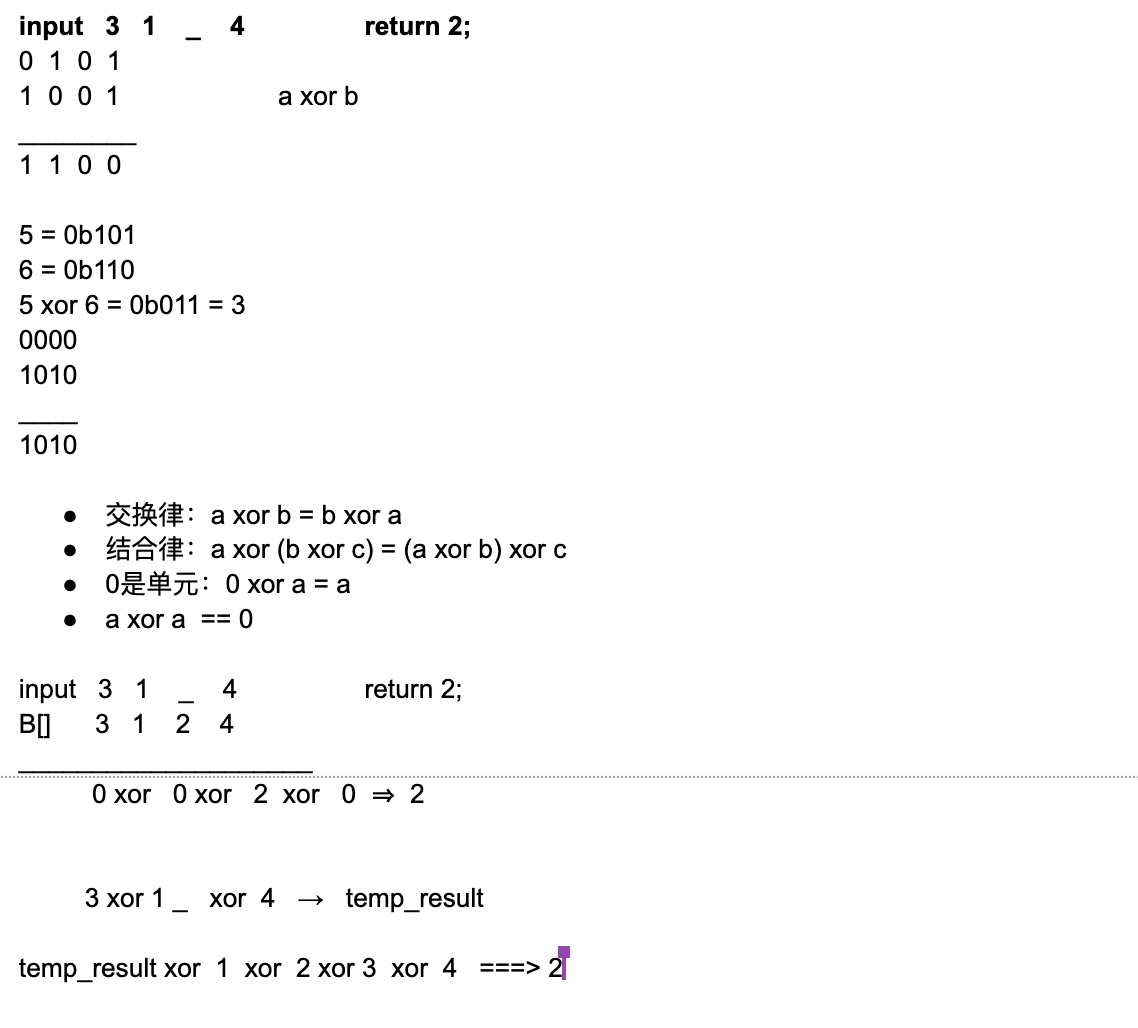 input 3 1 _ 4 return 2;
0 1 0 1
1 0 0 1 a xor b
________
1 1 0 0
5 = 0b101
6 = 0b110
5 xor 6 = 0b011 = 3
0000
1010
____
1010
● 交换律：a xor b = b xor a
● 结合律：a xor (b xor c) = (a xor b) xor c
● 0是单元：0 xor a = a
● a xor a == 0
input 3 1 _ 4 return 2;
B[] 3 1 2 4
____________________
0 xor 0 xor 2 xor 0 ⇒ 2
3 xor 1 _ xor 4 → temp_result
temp_result xor 1 xor 2 xor 3 xor 4 ===> 2